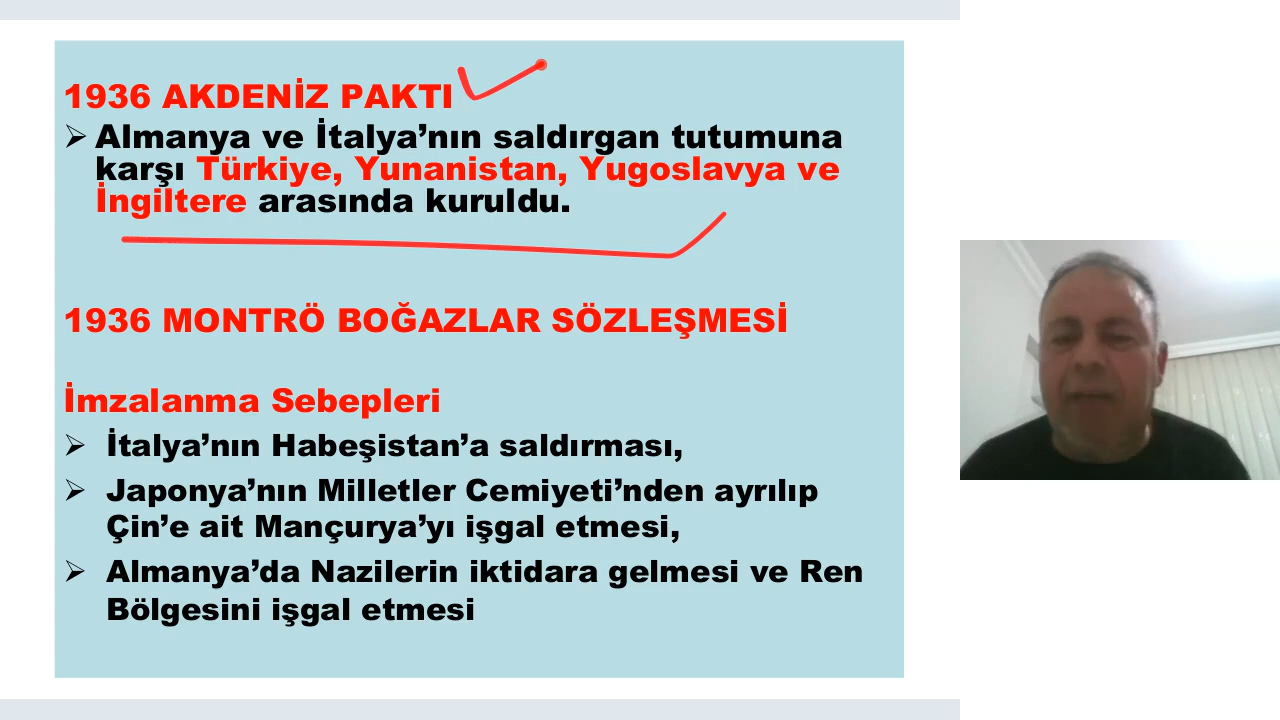 1936 AKDENİZ PAKTI
Almanya ve İtalya’nın saldırgan tutumuna
karşı Türkiye, Yunanistan, Yugoslavya ve
İngiltere arasında kuruldu.
1936 MONTRÖ BOĞAZLAR SÖZLEŞMESİ
İmzalanma Sebepleri
İtalya’nın Habeşistan’a saldırması,
Japonya’nın Milletler Cemiyeti’nden ayrılıp
Çin’e ait Mançurya’yı işgal etmesi,
Almanya’da Nazilerin iktidara gelmesi ve Ren
Bölgesini işgal etmesi